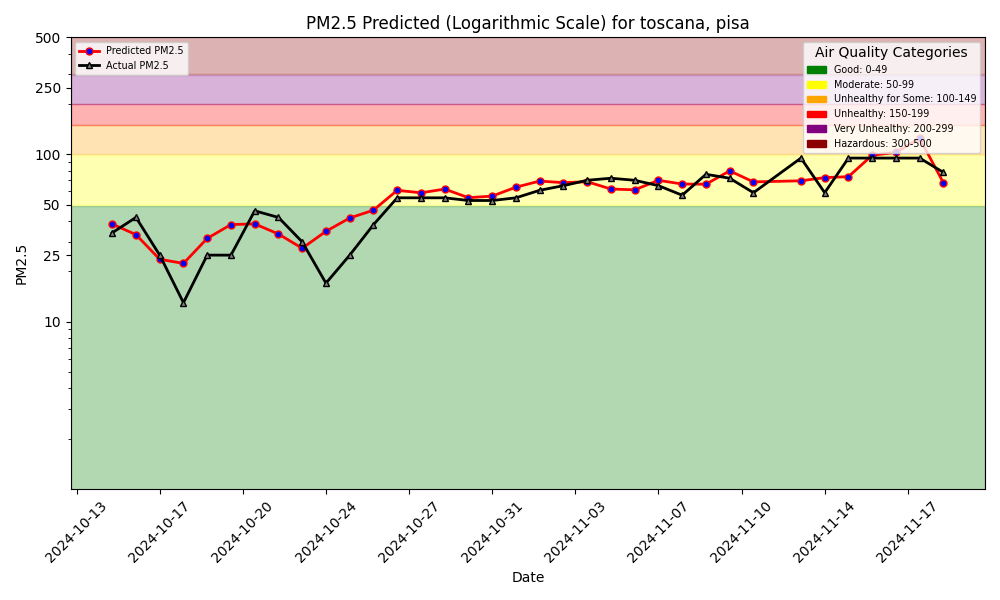 PM2.5 Predicted (Logarithmic Scale) for toscana, pisa
Predicted PM2.5
Actual PM2.5
Air Quality Categories
Good: 0-49
Moderate: 50-99
Unhealthy for Some: 100-149
Unhealthy: 150-199
Very Unhealthy: 200-299
Hazardous: 300-500
500
250
100
50
25
10
PM2.5
2024-10-13
2024-10-17
2024-10-20
2024-10-24
2024-10-27
2024-10-31
2024-11-03
2024-11-07
2024-11-10
2024-11-14
2024-11-17
Date